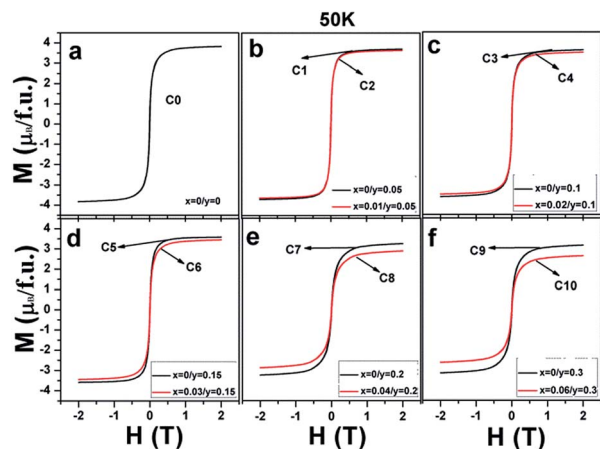 50K
a
C0
x=0/y=0
b
C1
C2
x=0/y=0.05
x=0.01/y=0.05
c
C3
C4
x=0/y=0.1
x=0.02/y=0.1
M (μB/f.u.)
4
3
2
1
0
-1
-2
-3
-4
d
C5
C6
x=0/y=0.15
x=0.03/y=0.15
e
C7
C8
x=0/y=0.2
x=0.04/y=0.2
f
C9
C10
x=0/y=0.3
x=0.06/y=0.3
M (μB/f.u.)
4
3
2
1
0
-1
-2
-3
-4
-2 -1 0 1 2
-2 -1 0 1 2
-2 -1 0 1 2
H (T)
H (T)
H (T)